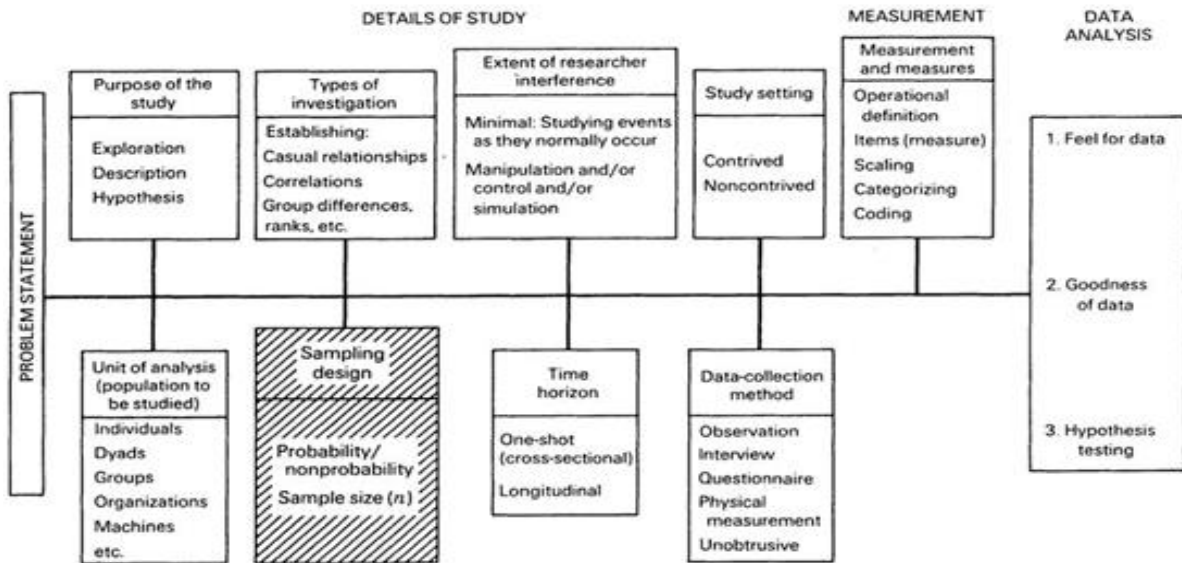 DETAILS OF STUDY
MEASUREMENT
DATA
ANALYSIS
PROBLEM STATEMENT
Purpose of the
study
Exploration
Description
Hypothesis
Types of
investigation
Establishing:
Casual relationships
Correlations
Group differences,
ranks, etc.
Extent of researcher
interference
Minimal: Studying events
as they normally occur
Manipulation and/or
control and/or
simulation
Study setting
Contrived
Noncontrived
Measurement
and measures
Operational
definition
Items (measure)
Scaling
Categorizing
Coding
Unit of analysis
(population to
be studied)
Individuals
Dyads
Groups
Organizations
Machines
etc.
Sampling
design
Probability/
nonprobability
Sample size (n)
Time
horizon
One-shot
(cross-sectional)
Longitudinal
Data-collection
method
Observation
Interview
Questionnaire
Physical
measurement
Unobtrusive
1. Feel for data
2. Goodness
of data
3. Hypothesis
testing